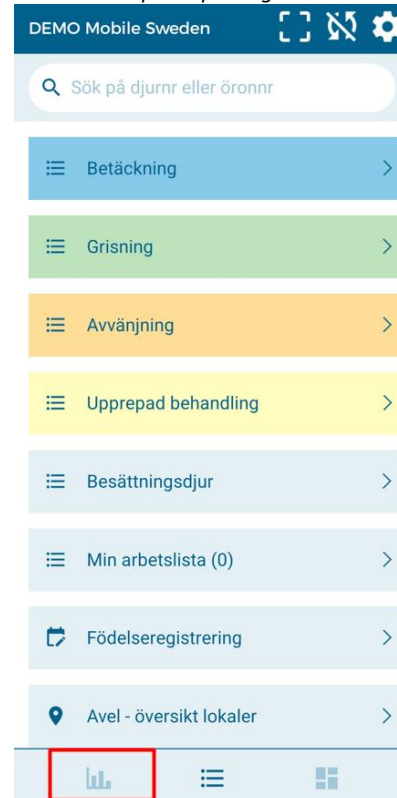 DEMO Mobile Sweden
Sök på djurnr eller öronnr
Betäckning
Grisning
Avvänjning
Upprepad behandling
Besättningsdjur
Min arbetslista (0)
Födelseregistrering
Avel - översikt lokaler